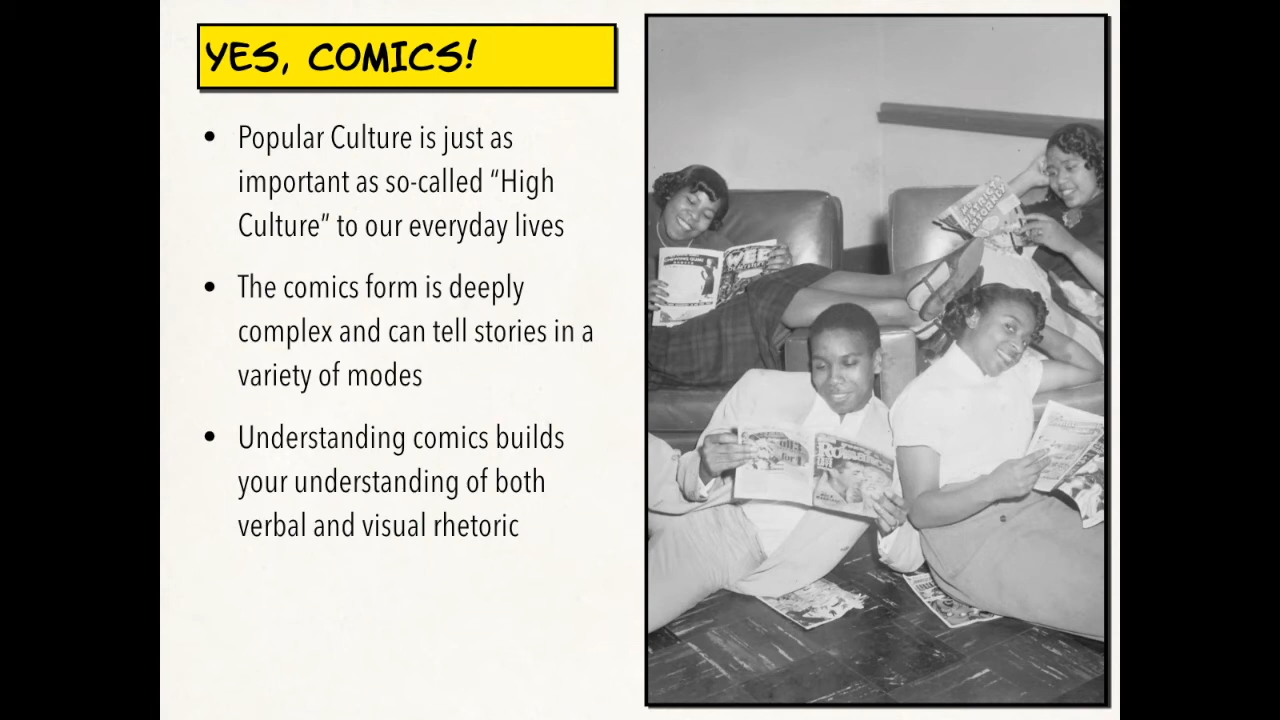 YES, COMICS!
• Popular Culture is just as
important as so-called “High
Culture” to our everyday lives
• The comics form is deeply
complex and can tell stories in a
variety of modes
• Understanding comics builds
your understanding of both
verbal and visual rhetoric